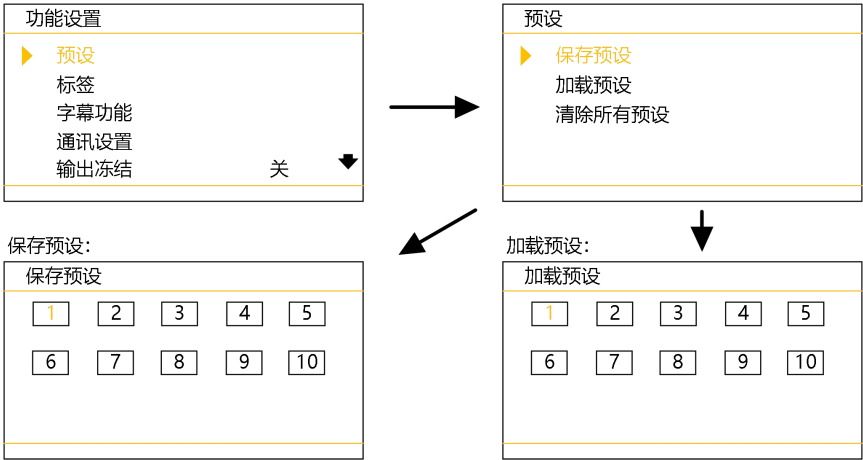 功能设置
预设
标签
字幕功能
通讯设置
输出冻结 关
预设
保存预设
加载预设
清除所有预设
保存预设:
保存预设
1 2 3 4 5
6 7 8 9 10
加载预设:
加载预设
1 2 3 4 5
6 7 8 9 10